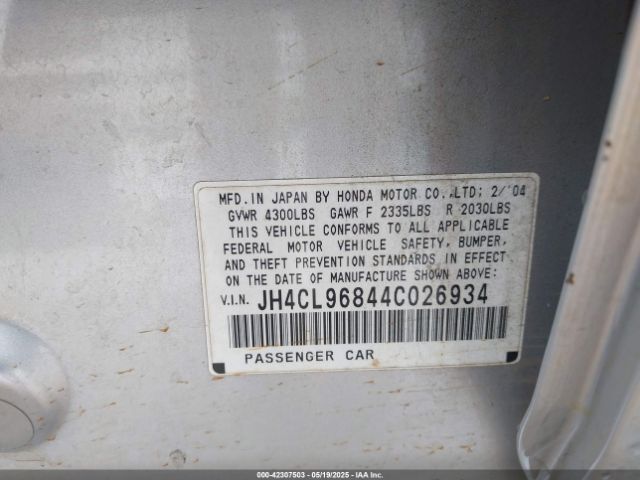 MFD. IN JAPAN BY HONDA MOTOR CO., LTD; 2/'04
GVWR 4300LBS GAWR F 2335LBS R 2030LBS
THIS VEHICLE CONFORMS TO ALL APPLICABLE
FEDERAL MOTOR VEHICLE SAFETY, BUMPER,
AND THEFT PREVENTION STANDARDS IN EFFECT
ON THE DATE OF MANUFACTURE SHOWN ABOVE:
V.I.N. JH4CL96844C026934
PASSENGER CAR
000-42307503 - 05/19/2025 - IAAI.COM